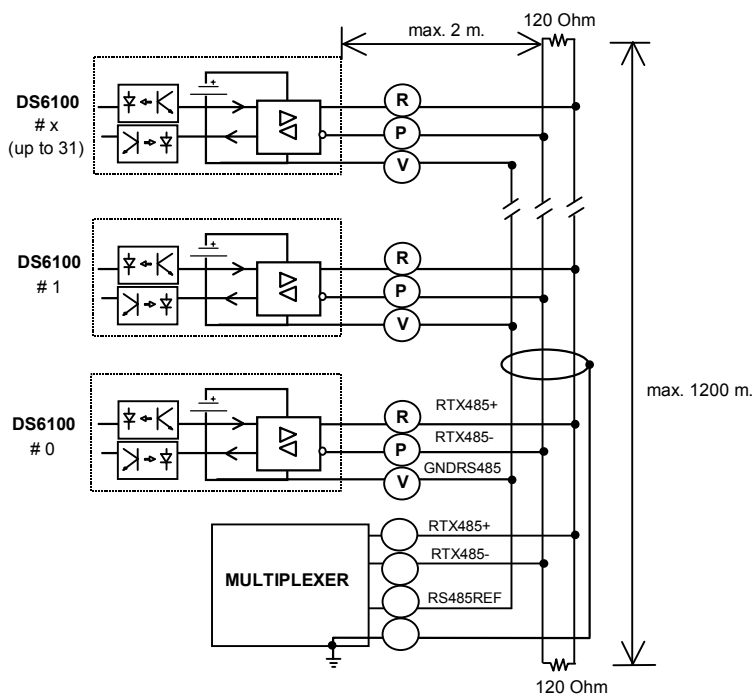 120 Ohm
max. 2 m.
DS6100
# x
(up to 31)
+
R
P
V
DS6100
# 1
+
R
P
V
max. 1200 m.
DS6100
# 0
+
R
RTX485+
P
RTX485-
V
GNDRS485
MULTIPLEXER
RTX485+
RTX485-
RS485REF
120 Ohm